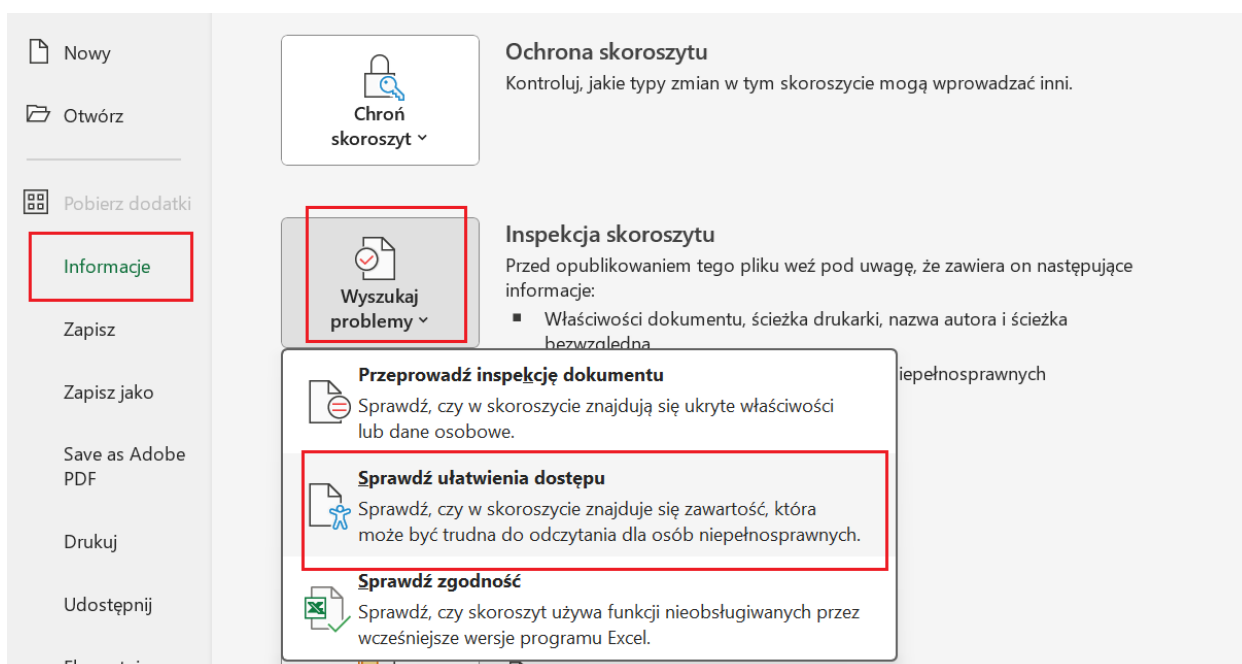 Nowy
Otwórz
Pobierz dodatki
Informacje
Zapisz
Zapisz jako
Save as Adobe
PDF
Drukuj
Udostępnij
Chroń
skoroszyt
Ochrona skoroszytu
Kontroluj, jakie typy zmian w tym skoroszycie mogą wprowadzać inni.
Wyszukaj
problemy
Inspekcja skoroszytu
Przed opublikowaniem tego pliku weź pod uwagę, że zawiera on następujące
informacje:
Właściwości dokumentu, ścieżka drukarki, nazwa autora i ścieżka
bezwzględna
iepełnosprawnych
Przeprowadź inspekcję dokumentu
Sprawdź, czy w skoroszycie znajdują się ukryte właściwości
lub dane osobowe.
Sprawdź ułatwienia dostępu
Sprawdź, czy w skoroszycie znajduje się zawartość, która
może być trudna do odczytania dla osób niepełnosprawnych.
Sprawdź zgodność
Sprawdź, czy skoroszyt używa funkcji nieobsługiwanych przez
wcześniejsze wersje programu Excel.